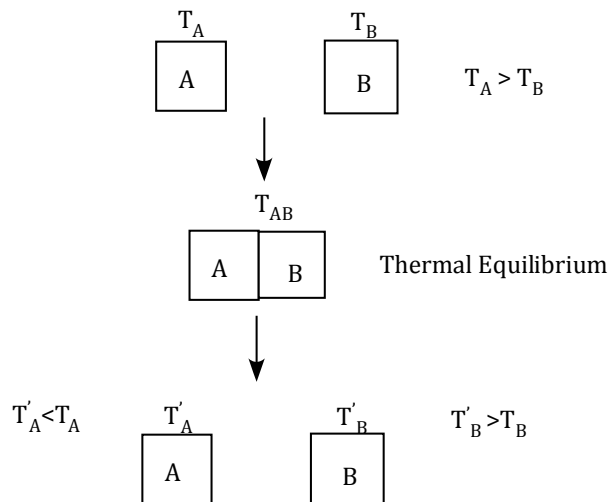 T_A T_B
A B T_A > T_B
T_AB
A B Thermal Equilibrium
T'_A<T_A T'_A T'_B T'_B>T_B
A B